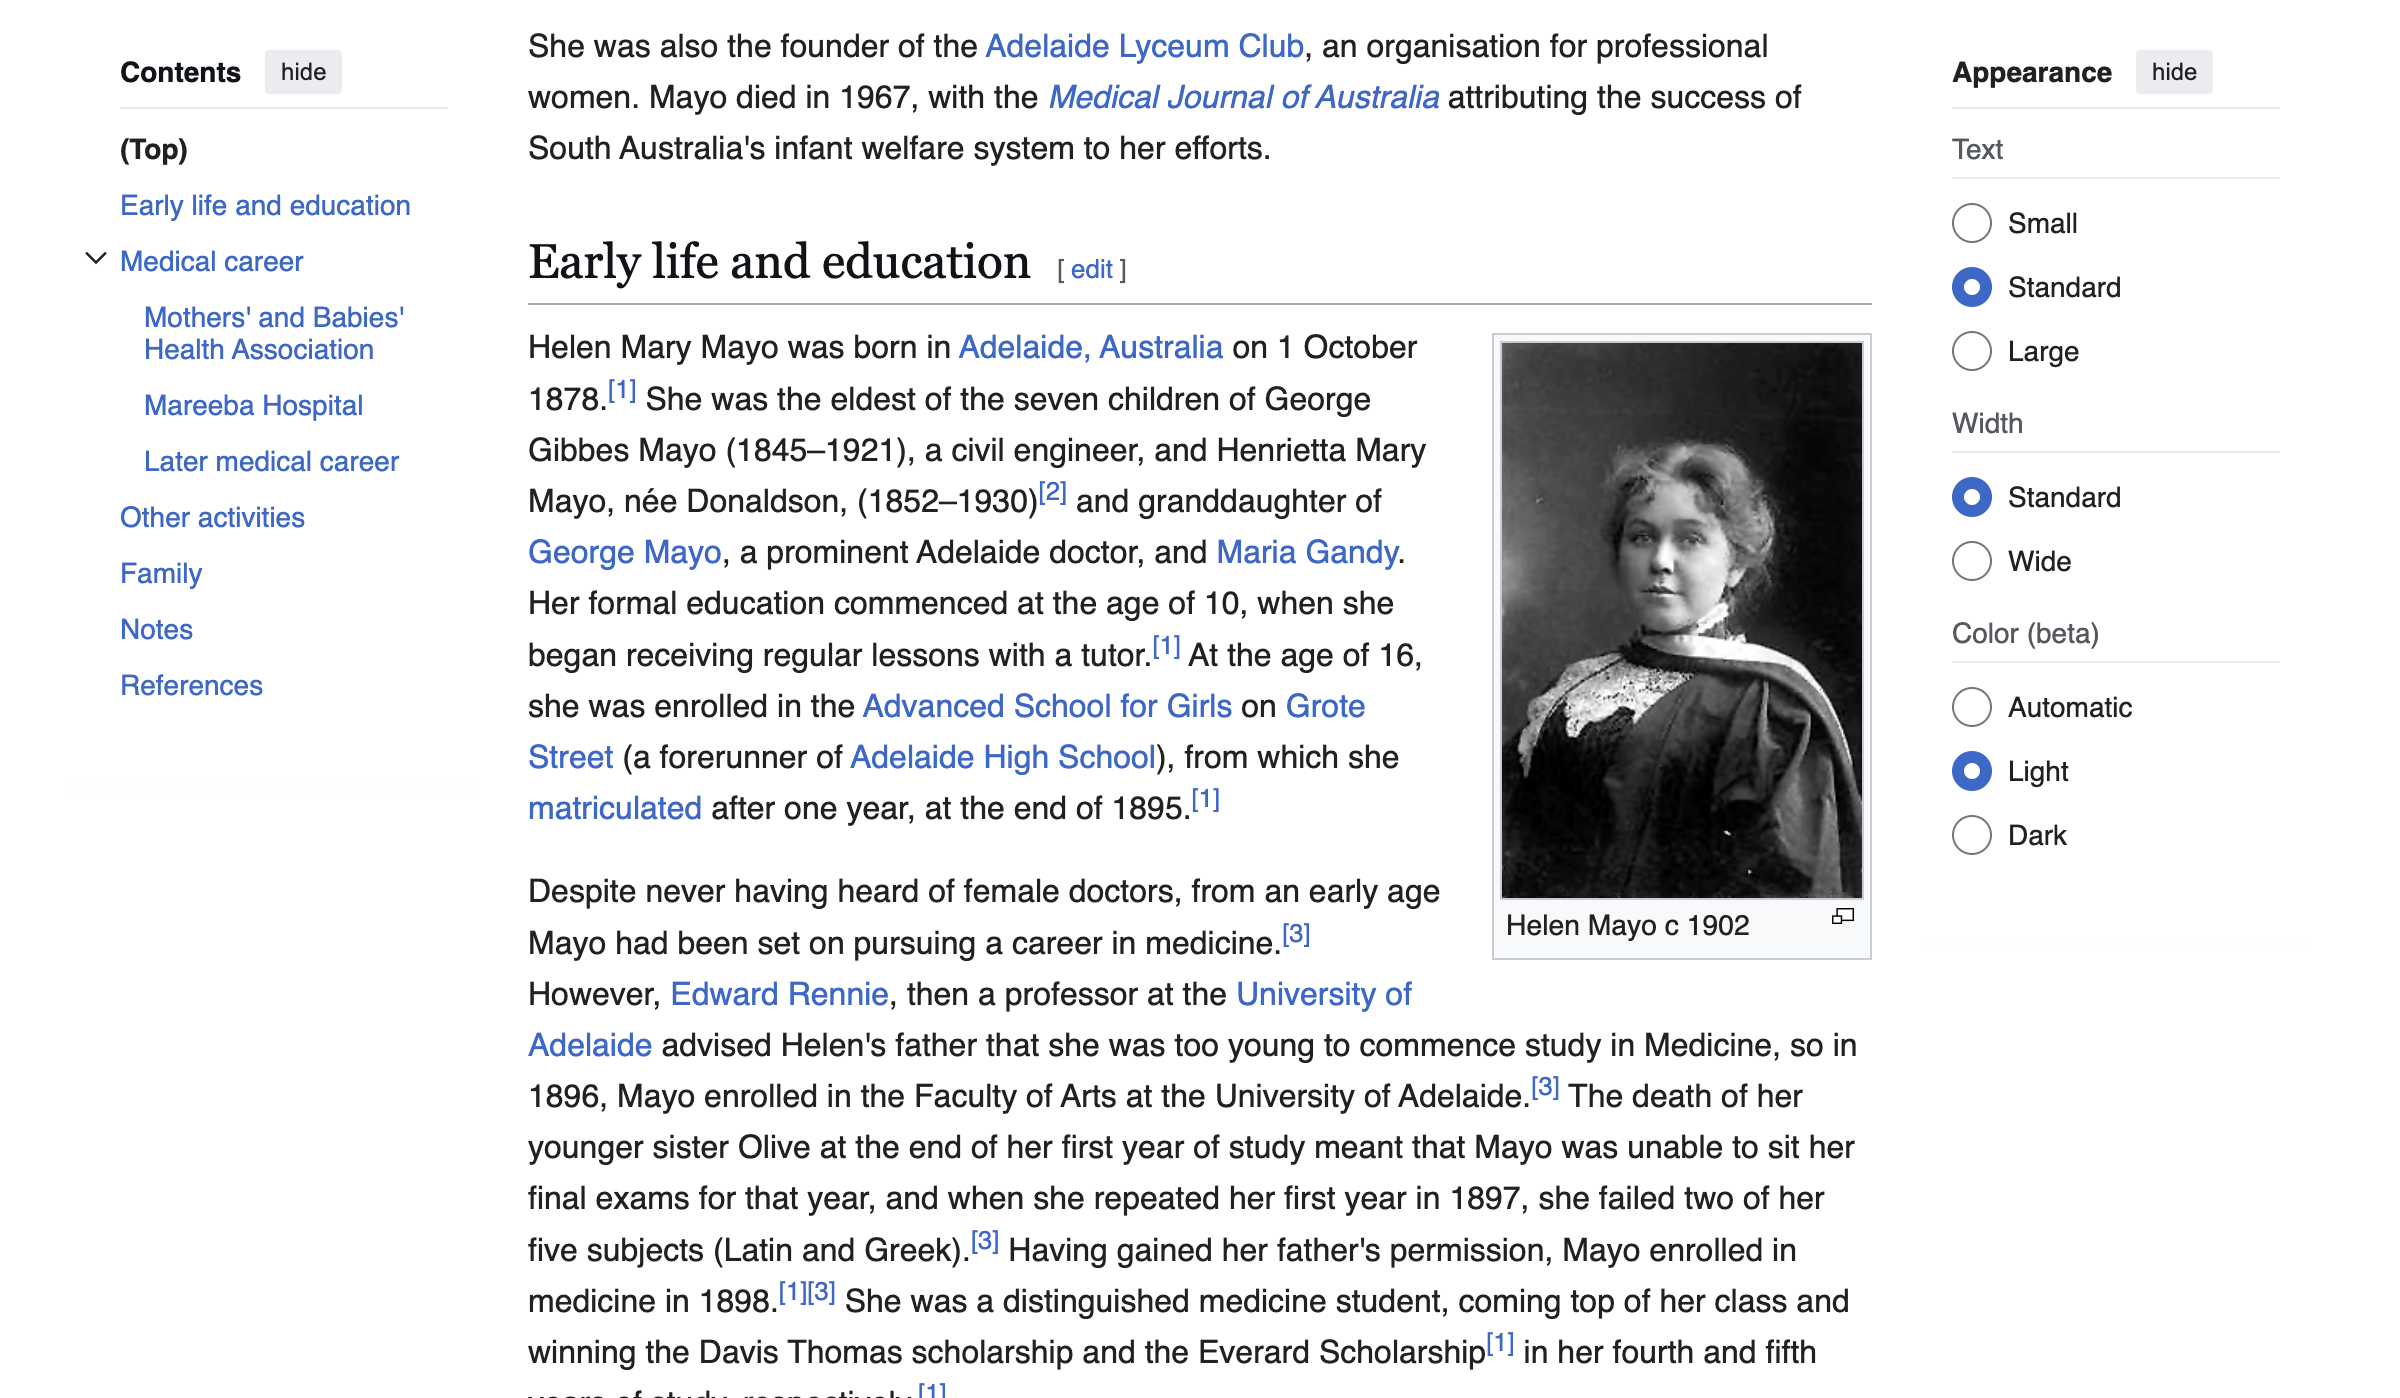 Contents hide
(Top)
Early life and education
Medical career
Mothers' and Babies'
Health Association
Mareeba Hospital
Later medical career
Other activities
Family
Notes
References
She was also the founder of the Adelaide Lyceum Club, an organisation for professional
women. Mayo died in 1967, with the Medical Journal of Australia attributing the success of
South Australia's infant welfare system to her efforts.
Early life and education [ edit ]
Helen Mary Mayo was born in Adelaide, Australia on 1 October
1878.[1] She was the eldest of the seven children of George
Gibbes Mayo (1845–1921), a civil engineer, and Henrietta Mary
Mayo, née Donaldson, (1852–1930)[2] and granddaughter of
George Mayo, a prominent Adelaide doctor, and Maria Gandy.
Her formal education commenced at the age of 10, when she
began receiving regular lessons with a tutor.[1] At the age of 16,
she was enrolled in the Advanced School for Girls on Grote
Street (a forerunner of Adelaide High School), from which she
matriculated after one year, at the end of 1895.[1]
Helen Mayo c 1902
Despite never having heard of female doctors, from an early age
Mayo had been set on pursuing a career in medicine.[3]
However, Edward Rennie, then a professor at the University of
Adelaide advised Helen's father that she was too young to commence study in Medicine, so in
1896, Mayo enrolled in the Faculty of Arts at the University of Adelaide.[3] The death of her
younger sister Olive at the end of her first year of study meant that Mayo was unable to sit her
final exams for that year, and when she repeated her first year in 1897, she failed two of her
five subjects (Latin and Greek).[3] Having gained her father's permission, Mayo enrolled in
medicine in 1898.[1][3] She was a distinguished medicine student, coming top of her class and
winning the Davis Thomas scholarship and the Everard Scholarship[1] in her fourth and fifth
years of study, respectively.[1]
Appearance hide
Text
Small
Standard
Large
Width
Standard
Wide
Color (beta)
Automatic
Light
Dark